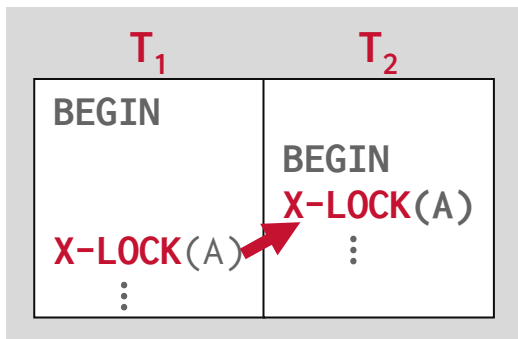 T1 T2
BEGIN
BEGIN
X-LOCK(A)
X-LOCK(A)
⋮
⋮